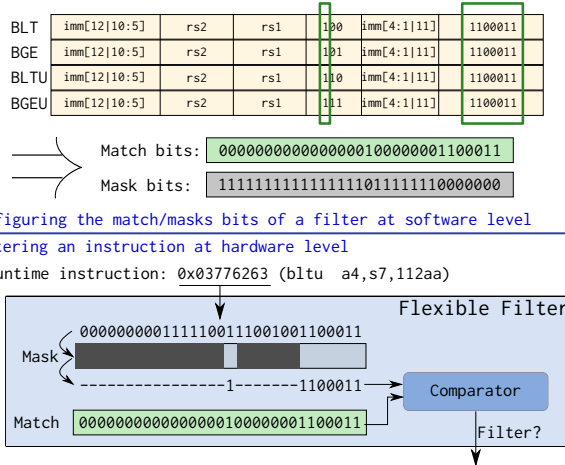 BLT imm[12|10:5] rs2 rs1 100 imm[4:1|11] 1100011
BGE imm[12|10:5] rs2 rs1 101 imm[4:1|11] 1100011
BLTU imm[12|10:5] rs2 rs1 110 imm[4:1|11] 1100011
BGEU imm[12|10:5] rs2 rs1 111 imm[4:1|11] 1100011
Match bits: 00000000000000000100000001100011
Mask bits: 11111111111111111011111110000000
figuring the match/masks bits of a filter at software level
tering an instruction at hardware level
untime instruction: 0x03776263 (bltu a4,s7,112aa)
Flexible Filter
0000000001111100111001001100011
Mask
-----------------1-------1100011
Comparator
Match 00000000000000000100000001100011
Filter?